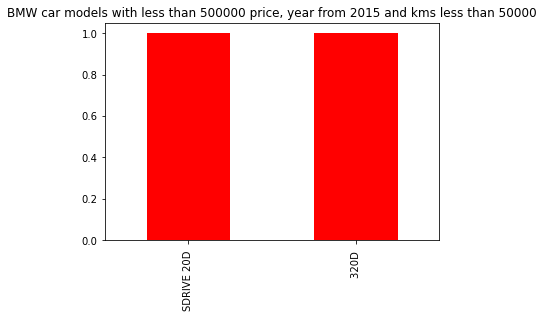 BMW car models with less than 500000 price, year from 2015 and kms less than 50000
1.0
0.8
0.6
0.4
0.2
0.0
SDRIVE 20D
320D